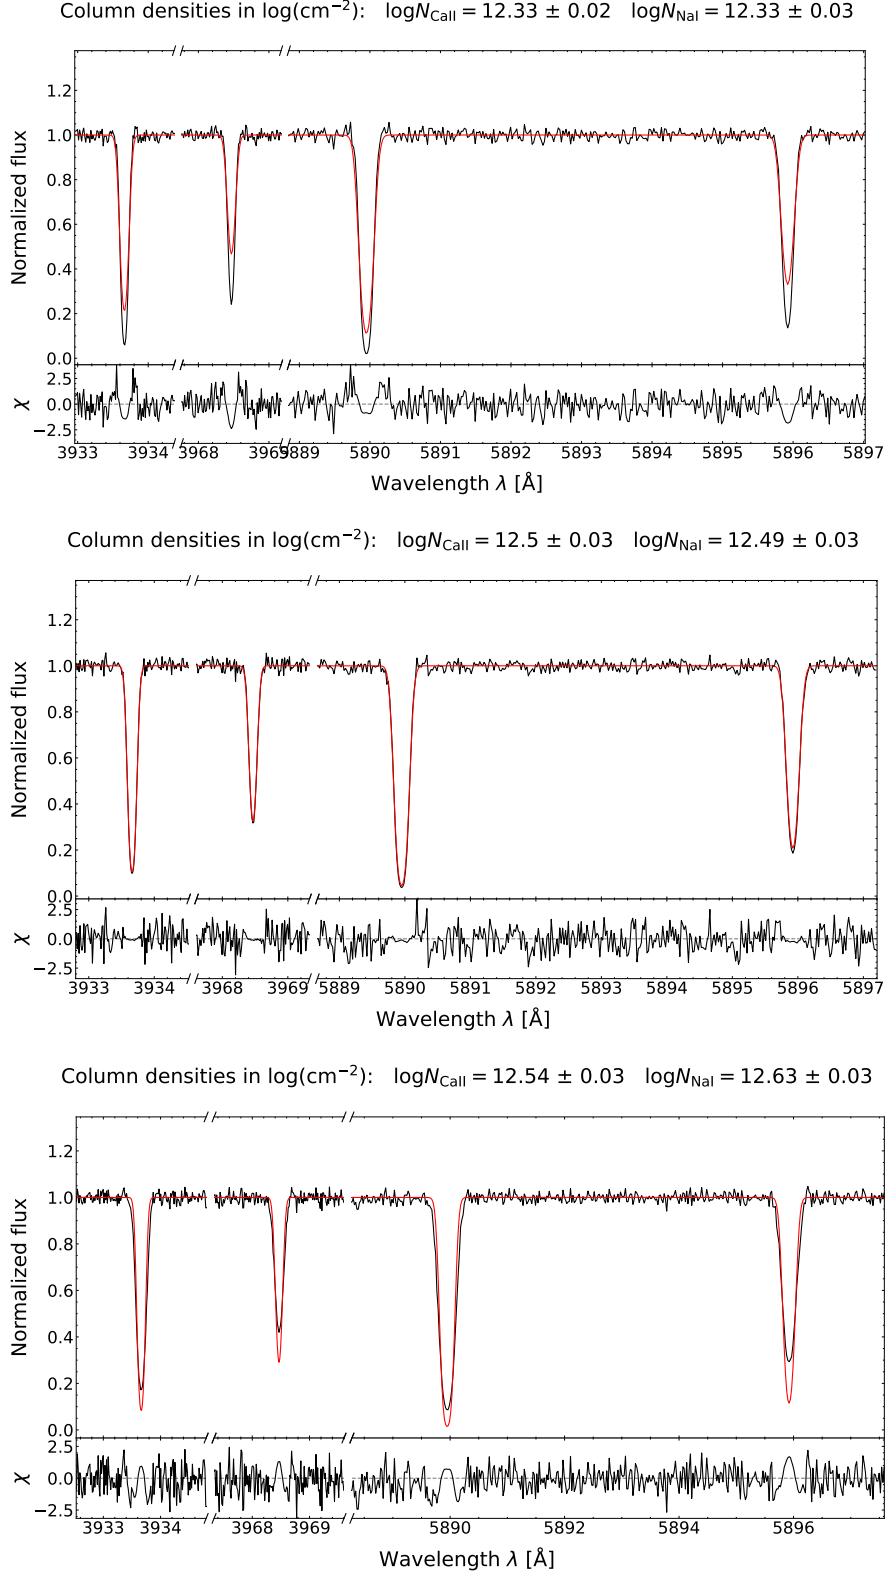 Column densities in log(cm⁻²): logN_CaII = 12.33 ± 0.02 logN_NaI = 12.33 ± 0.03
1.2
1.0
0.8
0.6
0.4
0.2
0.0
Normalized flux
2.5
0.0
−2.5
χ
3933 3934 3968 3969 5889 5890 5891 5892 5893 5894 5895 5896 5897
Wavelength λ [Å]
Column densities in log(cm⁻²): logN_CaII = 12.5 ± 0.03 logN_NaI = 12.49 ± 0.03
1.2
1.0
0.8
0.6
0.4
0.2
0.0
Normalized flux
2.5
0.0
−2.5
χ
3933 3934 3968 3969 5889 5890 5891 5892 5893 5894 5895 5896 5897
Wavelength λ [Å]
Column densities in log(cm⁻²): logN_CaII = 12.54 ± 0.03 logN_NaI = 12.63 ± 0.03
1.2
1.0
0.8
0.6
0.4
0.2
0.0
Normalized flux
2.5
0.0
−2.5
χ
3933 3934 3968 3969 5890 5892 5894 5896
Wavelength λ [Å]